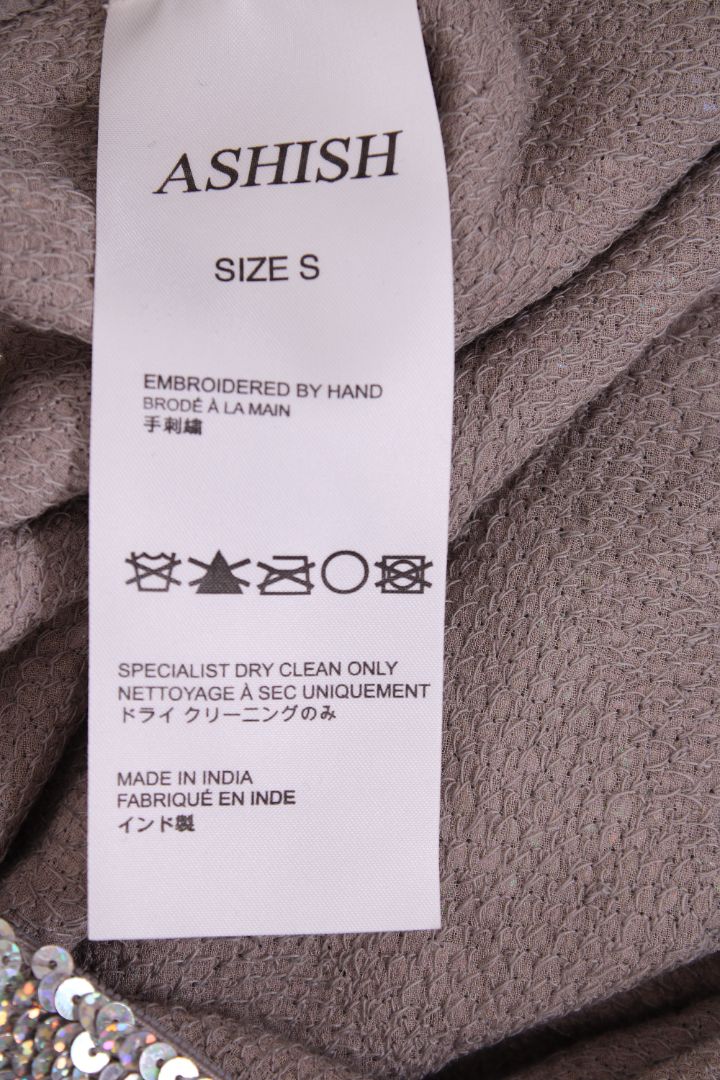 ASHISH
SIZE S
EMBROIDERED BY HAND
BRODÉ À LA MAIN
手刺繍
SPECIALIST DRY CLEAN ONLY
NETTOYAGE À SEC UNIQUEMENT
ドライ クリーニングのみ
MADE IN INDIA
FABRIQUÉ EN INDE
インド製